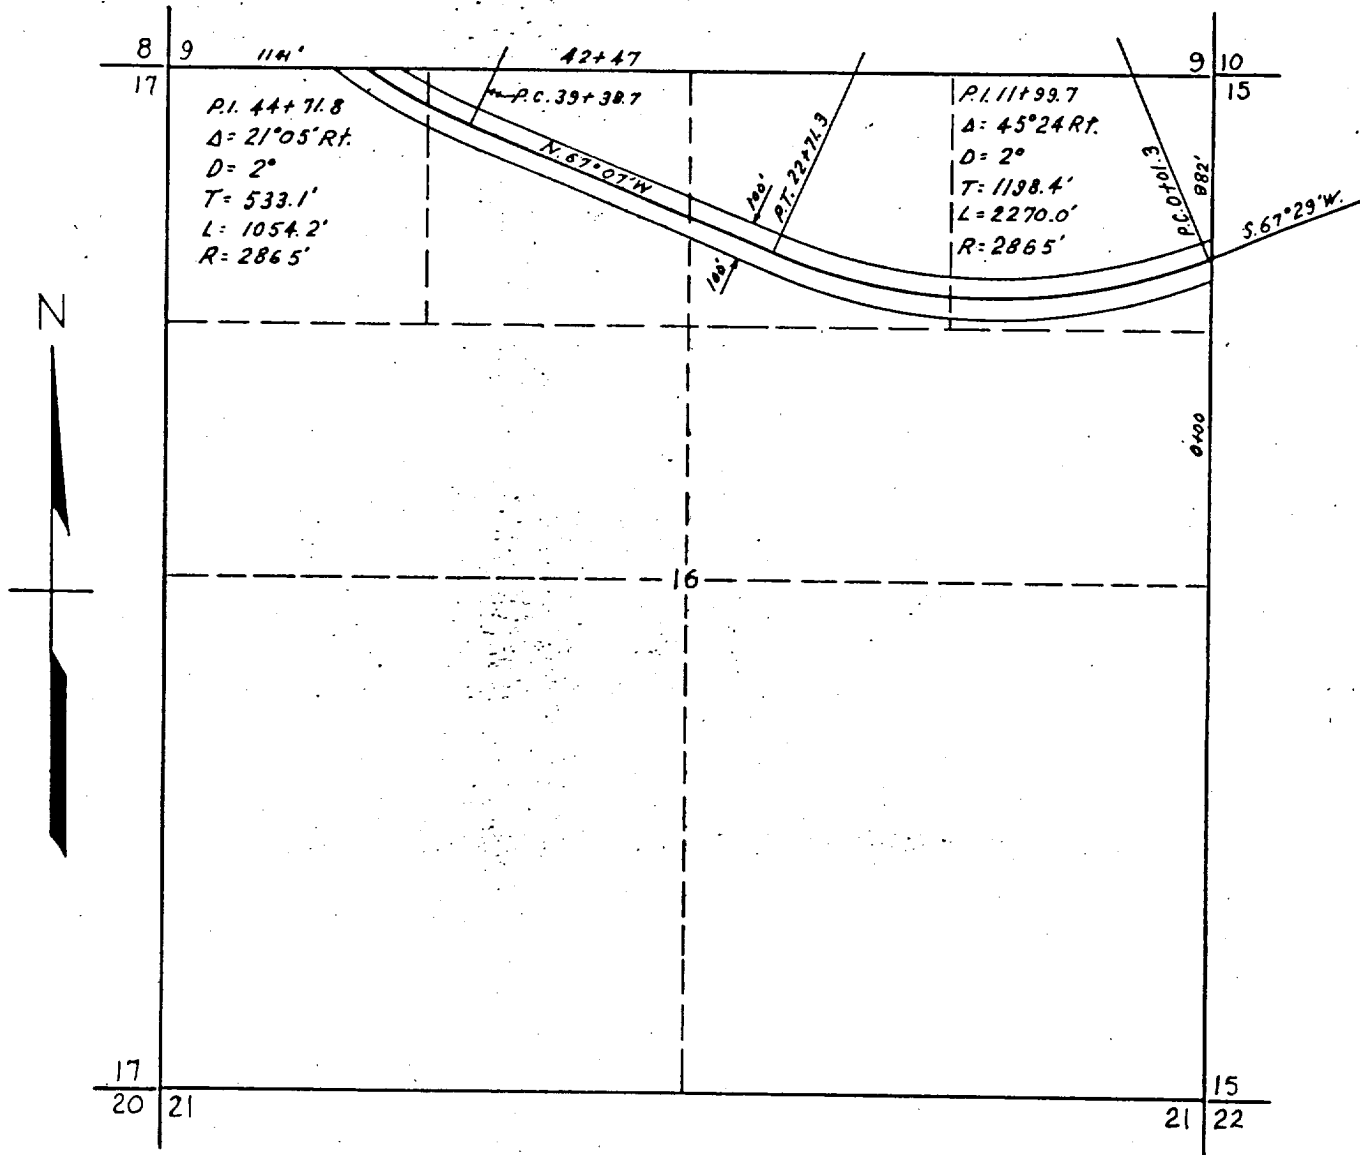 8 9
17
1141'
42+47
9 10
15
P.C. 39+38.7
P.I. 44+71.8
Δ= 21°05' Rt.
D= 2°
T= 533.1'
L= 1054.2'
R= 2865'
N. 67°07'W
100'
100'
P.T. 22+71.3
P.I. 11+99.7
Δ= 45°24 Rt.
D= 2°
T= 1198.4'
L= 2270.0'
R= 2865'
P.C. 0+01.3
882'
S. 67°29'W.
N
0+00
16
17
20 21
15
21 22